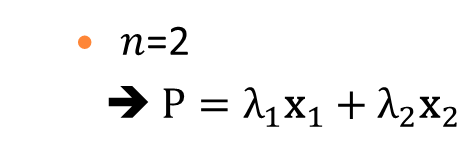 • n=2
➔ P = λ₁x₁ + λ₂x₂